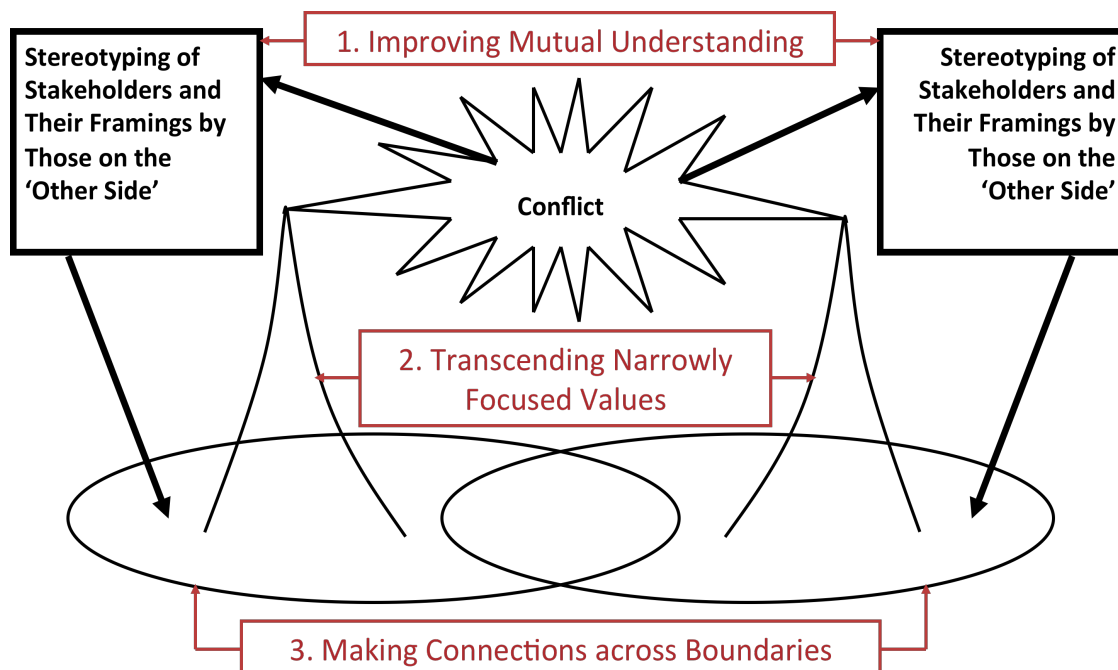 1. Improving Mutual Understanding
Stereotyping of
Stakeholders and
Their Framings by
Those on the
‘Other Side’
Stereotyping of
Stakeholders and
Their Framings by
Those on the
‘Other Side’
Conflict
2. Transcending Narrowly
Focused Values
3. Making Connections across Boundaries